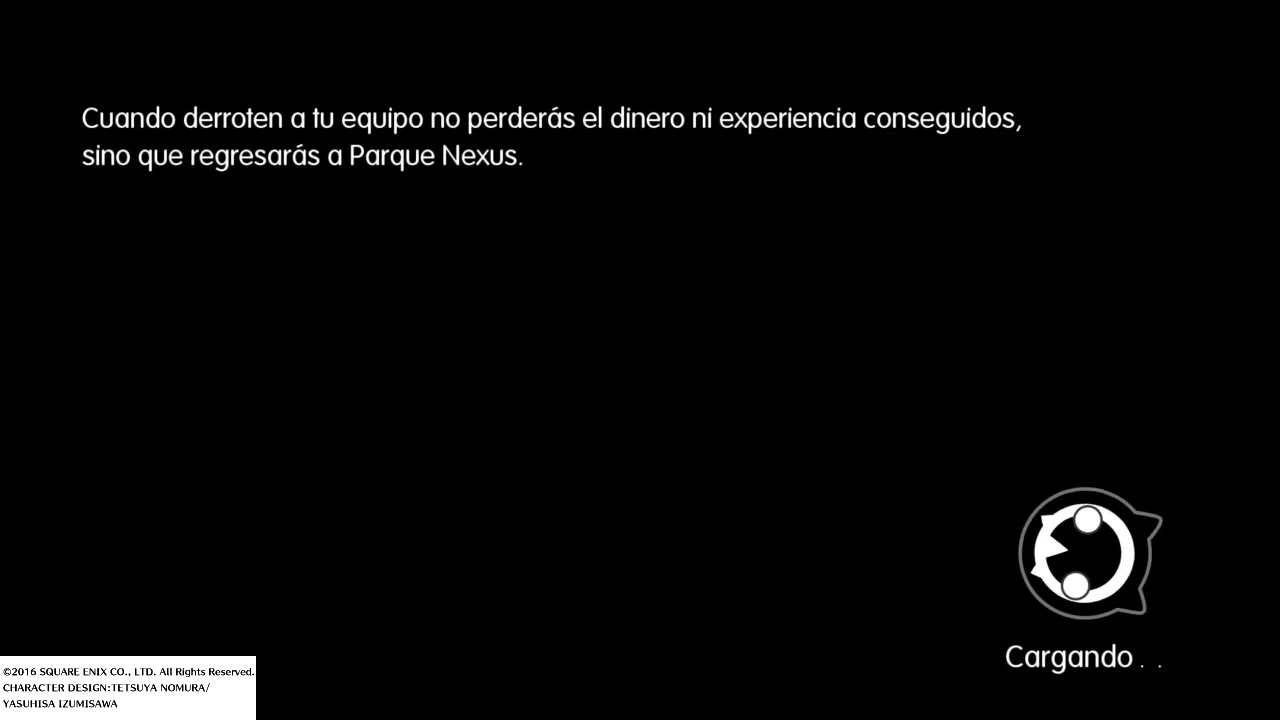 Cuando derroten a tu equipo no perderás el dinero ni experiencia conseguidos,
sino que regresarás a Parque Nexus.
Cargando . .
©2016 SQUARE ENIX CO., LTD. All Rights Reserved.
CHARACTER DESIGN:TETSUYA NOMURA/
YASUHISA IZUMISAWA